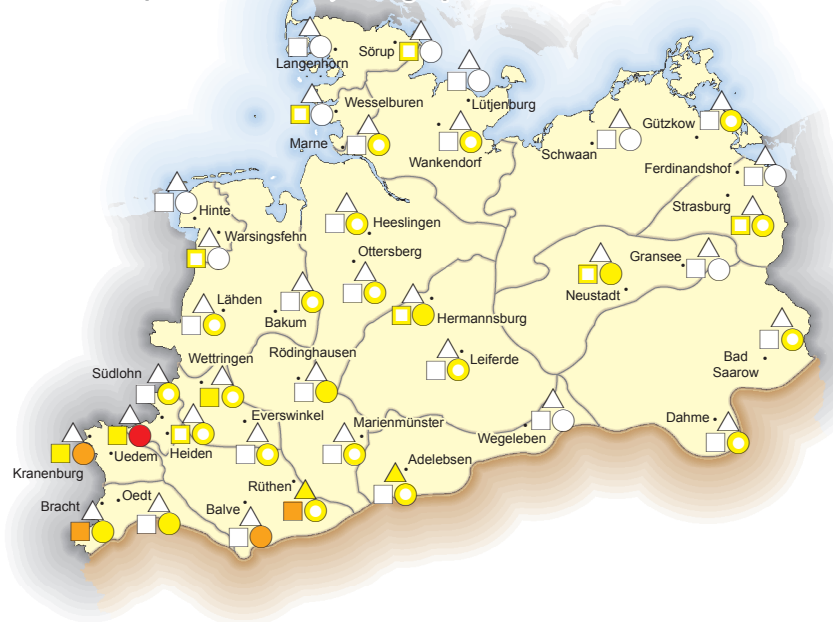 Langenhorn
Sörup
Lütjenburg
Wesselburen
Marne
Wankendorf
Schwaan
Gützkow
Ferdinandshof
Strasburg
Hinte
Warsingsfehn
Heeslingen
Ottersberg
Gransee
Neustadt
Lähden
Bakum
Hermannsburg
Bad
Saarow
Südlohn
Wettringen
Rödinghausen
Leiferde
Everswinkel
Marienmünster
Wegeleben
Dahme
Kranenburg
Uedem
Heiden
Adelebsen
Bracht
Oedt
Balve
Rüthen